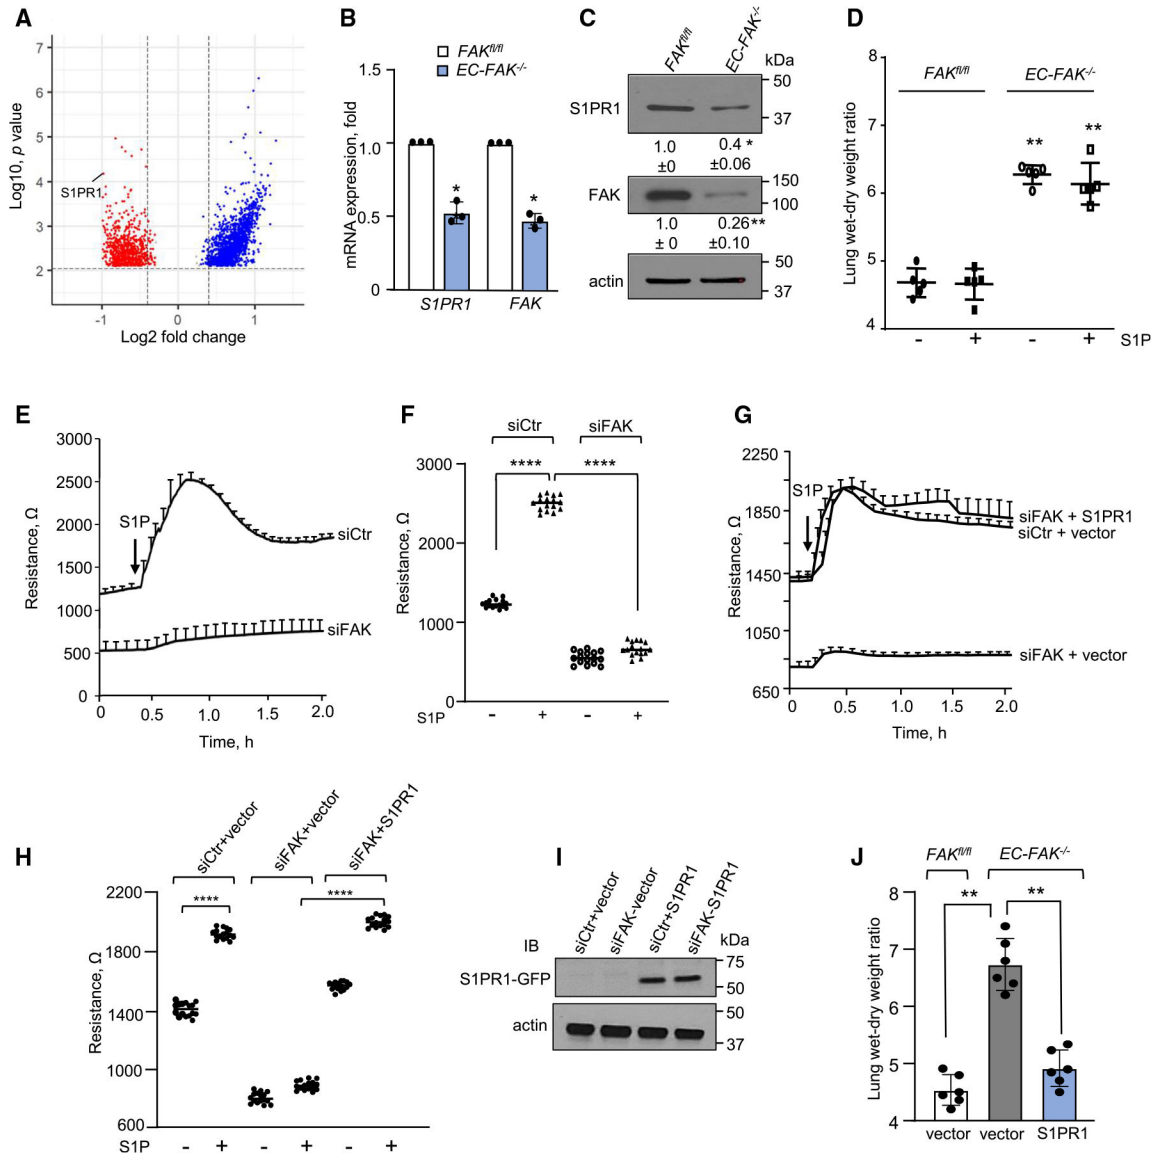 A
Log10, p value
7
6
5
4
3
2
S1PR1
-1
0
1
Log2 fold change
B
FAKfl/fl
EC-FAK-/-
mRNA expression, fold
1.5
1.0
0.5
0
*
*
S1PR1
FAK
C
FAKfl/fl
EC-FAK-/-
kDa
S1PR1
50
37
1.0
0.4 *
±0
±0.06
FAK
150
100
1.0
0.26**
± 0
±0.10
actin
50
37
D
Lung wet-dry weight ratio
8
7
6
5
4
FAKfl/fl
EC-FAK-/-
**
**
-
+
-
+
S1P
E
Resistance, Ω
3000
2500
2000
1500
1000
500
0
S1P
siCtr
siFAK
0
0.5
1.0
1.5
2.0
Time, h
F
siCtr
siFAK
****
****
Resistance, Ω
3000
2000
1000
0
S1P
-
+
-
+
G
Resistance, Ω
2250
1850
1450
1050
650
S1P
siFAK + S1PR1
siCtr + vector
siFAK + vector
0
0.5
1.0
1.5
2.0
Time, h
H
siCtr+vector
siFAK+vector
siFAK+S1PR1
****
****
Resistance, Ω
2200
1800
1400
1000
600
S1P
-
+
-
+
-
+
I
siCtr+vector
siFAK-vector
siCtr+S1PR1
siFAK-S1PR1
IB
kDa
S1PR1-GFP
75
50
actin
50
37
J
FAKfl/fl
EC-FAK-/-
**
**
Lung wet-dry weight ratio
8
7
6
5
4
vector
vector
S1PR1